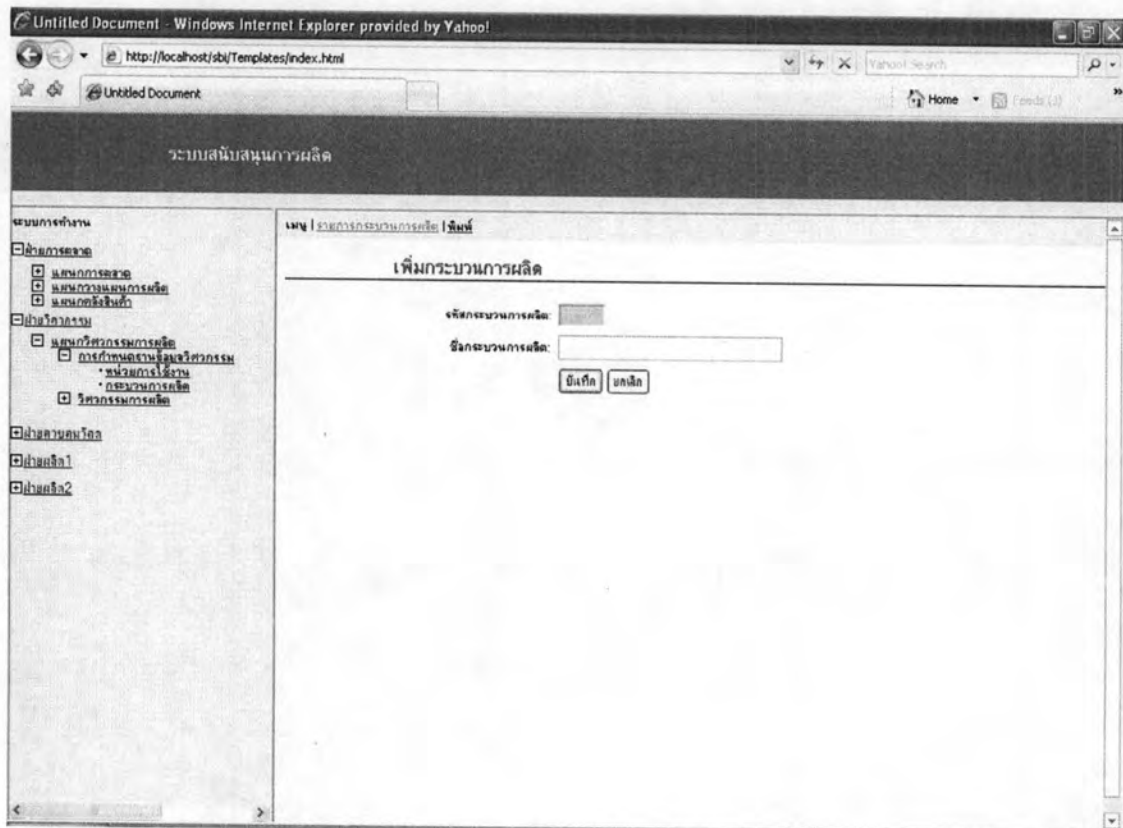 Untitled Document - Windows Internet Explorer provided by Yahoo!
http://localhost/sbi/Templates/index.html
Yahoo! Search
Untitled Document
Home
Feeds (J)
ระบบสนับสนุนการผลิต
ระบบการทำงาน
ฝ่ายการตลาด
แผนกการตลาด
แผนกวางแผนการผลิต
แผนกคลังสินค้า
ฝ่ายวิศวกรรม
แผนกวิศวกรรมการผลิต
การกำหนดฐานข้อมูลวิศวกรรม
หน่วยการใช้งาน
กระบวนการผลิต
วิศวกรรมการผลิต
ฝ่ายควบคุมวัตถุ
ฝ่ายผลิต1
ฝ่ายผลิต2
เมนู | รายการกระบวนการผลิต | พิมพ์
เพิ่มกระบวนการผลิต
รหัสกระบวนการผลิต:
ชื่อกระบวนการผลิต:
บันทึก ยกเลิก